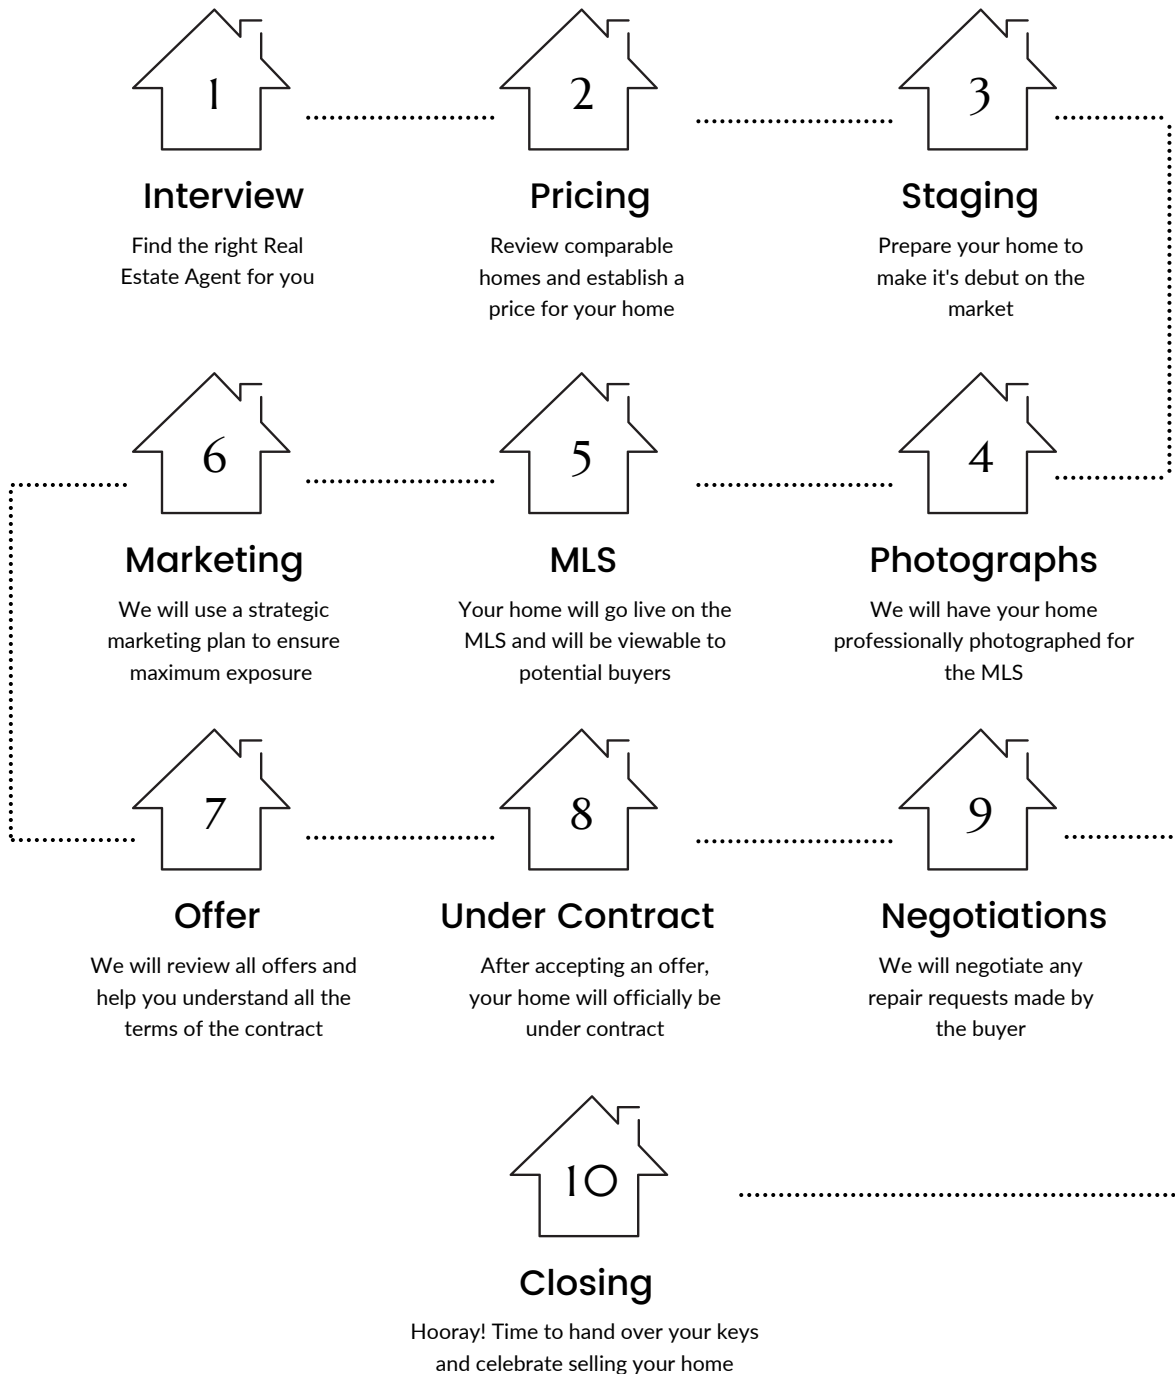 1
Interview
Find the right Real
Estate Agent for you
2
Pricing
Review comparable
homes and establish a
price for your home
3
Staging
Prepare your home to
make it's debut on the
market
4
Photographs
We will have your home
professionally photographed for
the MLS
5
MLS
Your home will go live on the
MLS and will be viewable to
potential buyers
6
Marketing
We will use a strategic
marketing plan to ensure
maximum exposure
7
Offer
We will review all offers and
help you understand all the
terms of the contract
8
Under Contract
After accepting an offer,
your home will officially be
under contract
9
Negotiations
We will negotiate any
repair requests made by
the buyer
10
Closing
Hooray! Time to hand over your keys
and celebrate selling your home